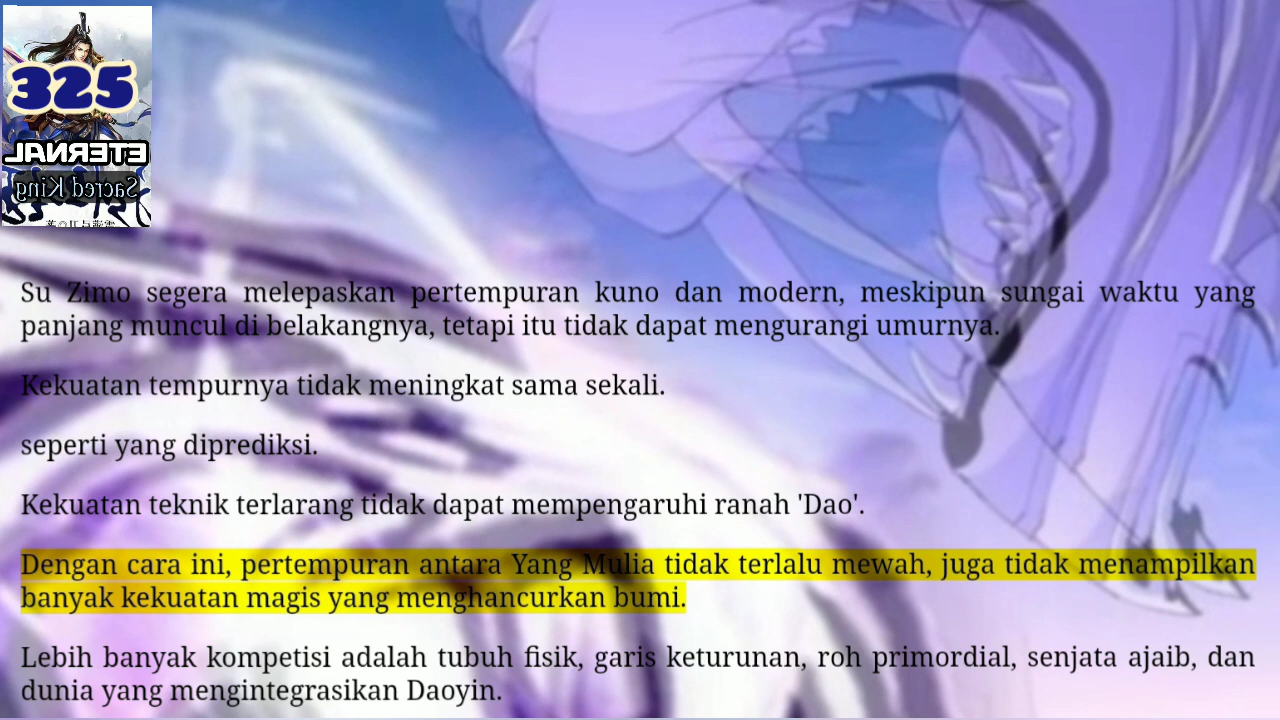 325
ETERNAL
Sacred King
Su Zimo segera melepaskan pertempuran kuno dan modern, meskipun sungai waktu yang
panjang muncul di belakangnya, tetapi itu tidak dapat mengurangi umurnya.
Kekuatan tempurnya tidak meningkat sama sekali.
seperti yang diprediksi.
Kekuatan teknik terlarang tidak dapat mempengaruhi ranah 'Dao'.
Dengan cara ini, pertempuran antara Yang Mulia tidak terlalu mewah, juga tidak menampilkan
banyak kekuatan magis yang menghancurkan bumi.
Lebih banyak kompetisi adalah tubuh fisik, garis keturunan, roh primordial, senjata ajaib, dan
dunia yang mengintegrasikan Daoyin.